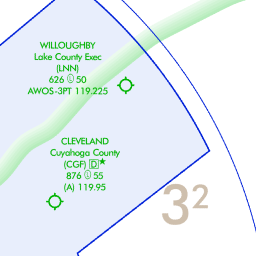 WILLOUGHBY
Lake County Exec
(LNN)
626 Ⓛ 50
AWOS-3PT 119.225
CLEVELAND
Cuyahoga County
(CGF) D★
876 Ⓛ 55
(A) 119.95
3²